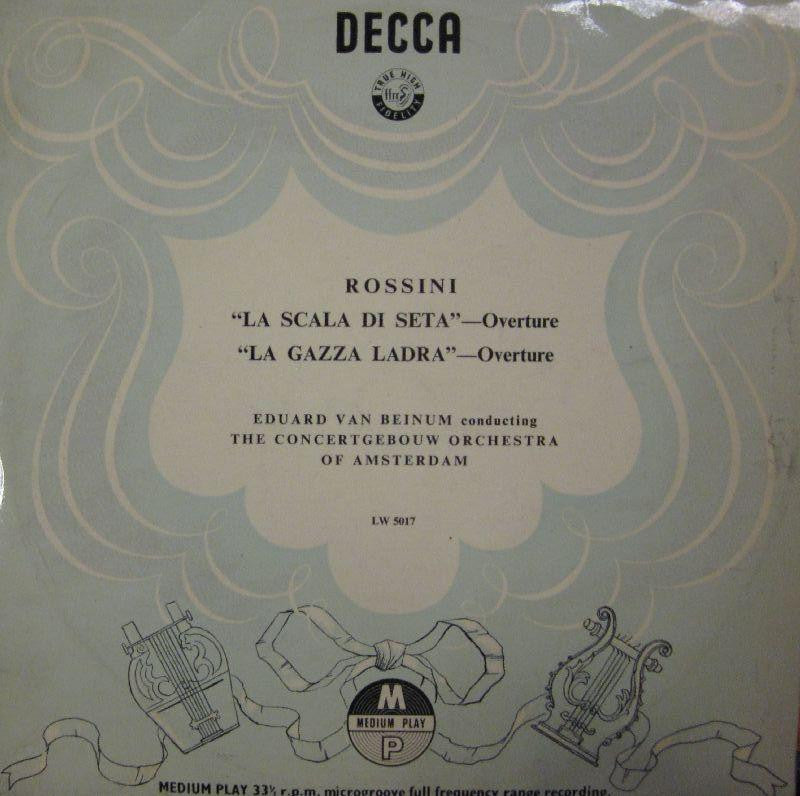 DECCA
TRUE HIGH
ffrr
FIDELITY
ROSSINI
“LA SCALA DI SETA”—Overture
“LA GAZZA LADRA”—Overture
EDUARD VAN BEINUM conducting
THE CONCERTGEBOUW ORCHESTRA
OF AMSTERDAM
LW 5017
M
MEDIUM PLAY
P
MEDIUM PLAY 33⅓ r.p.m. microgroove full frequency range recording.